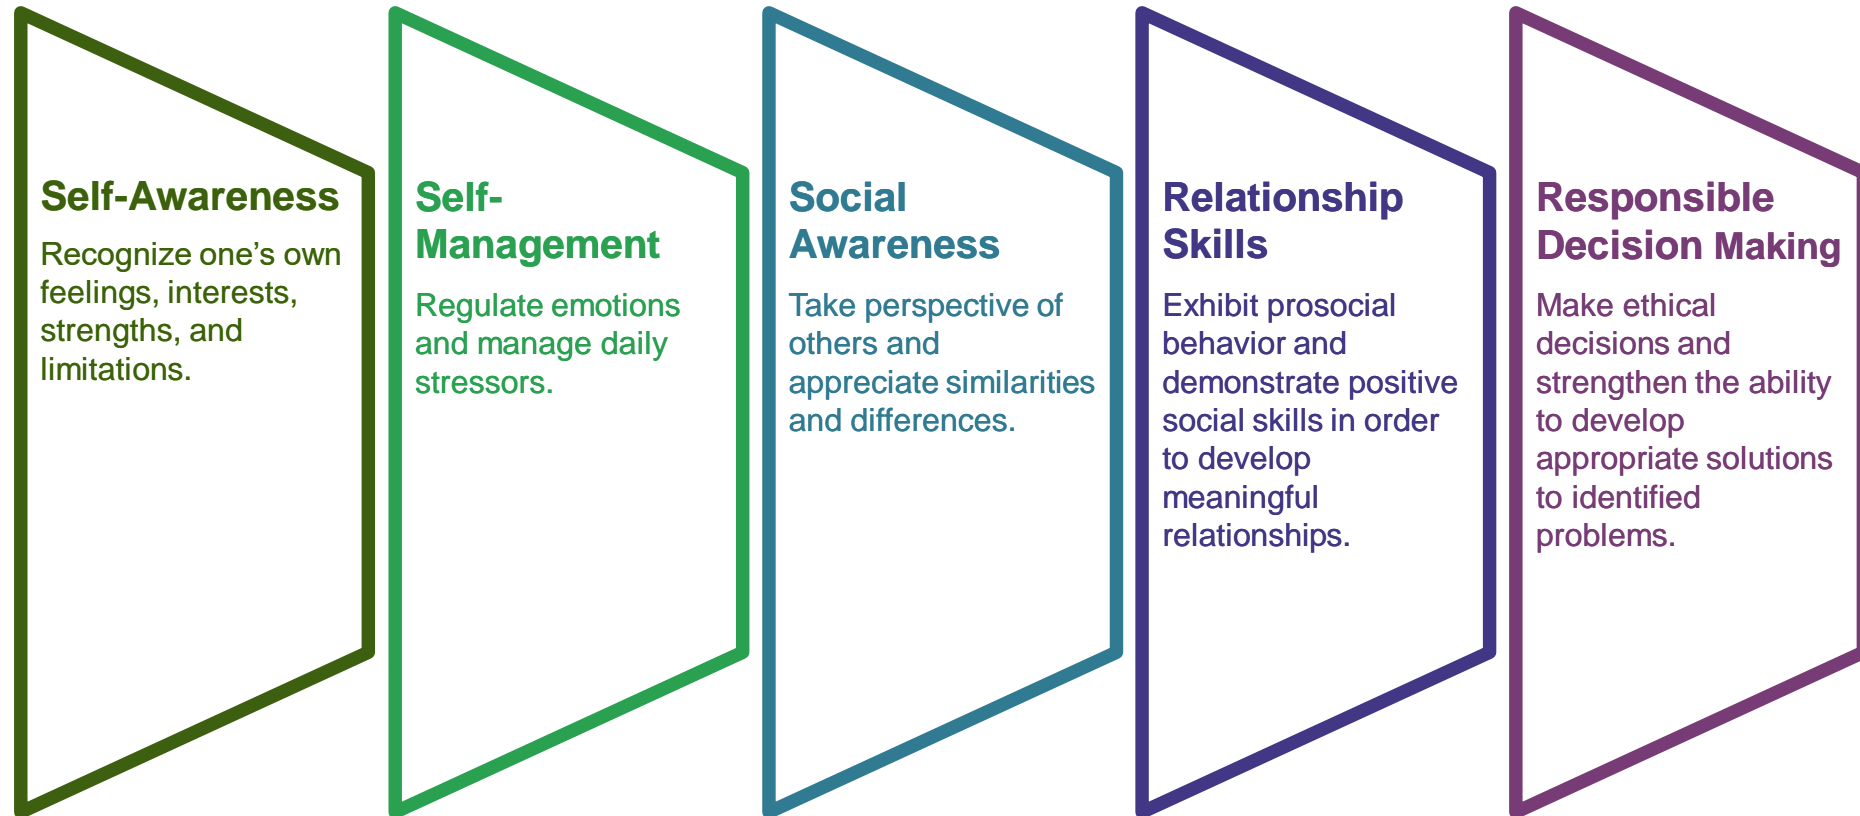 Self-Awareness
Recognize one’s own
feelings, interests,
strengths, and
limitations.
Self-
Management
Regulate emotions
and manage daily
stressors.
Social
Awareness
Take perspective of
others and
appreciate similarities
and differences.
Relationship
Skills
Exhibit prosocial
behavior and
demonstrate positive
social skills in order
to develop
meaningful
relationships.
Responsible
Decision Making
Make ethical
decisions and
strengthen the ability
to develop
appropriate solutions
to identified
problems.